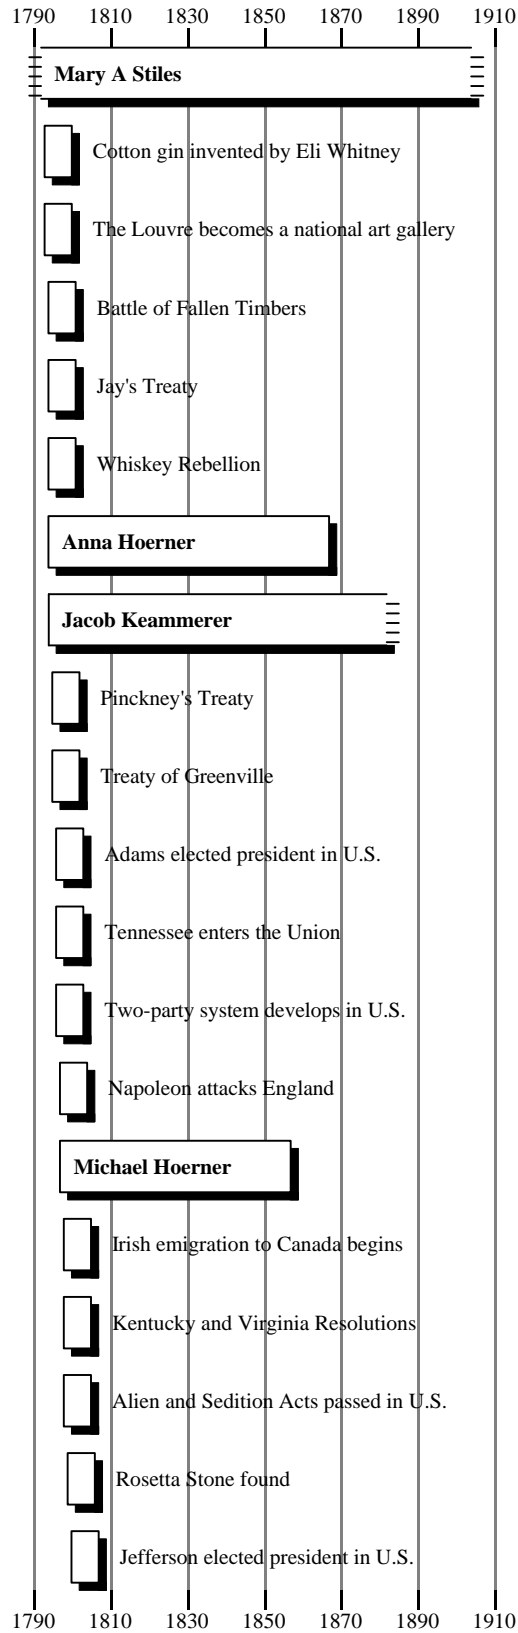 1790 1810 1830 1850 1870 1890 1910
Mary A Stiles
Cotton gin invented by Eli Whitney
The Louvre becomes a national art gallery
Battle of Fallen Timbers
Jay's Treaty
Whiskey Rebellion
Anna Hoerner
Jacob Keammerer
Pinckney's Treaty
Treaty of Greenville
Adams elected president in U.S.
Tennessee enters the Union
Two-party system develops in U.S.
Napoleon attacks England
Michael Hoerner
Irish emigration to Canada begins
Kentucky and Virginia Resolutions
Alien and Sedition Acts passed in U.S.
Rosetta Stone found
Jefferson elected president in U.S.
1790 1810 1830 1850 1870 1890 1910